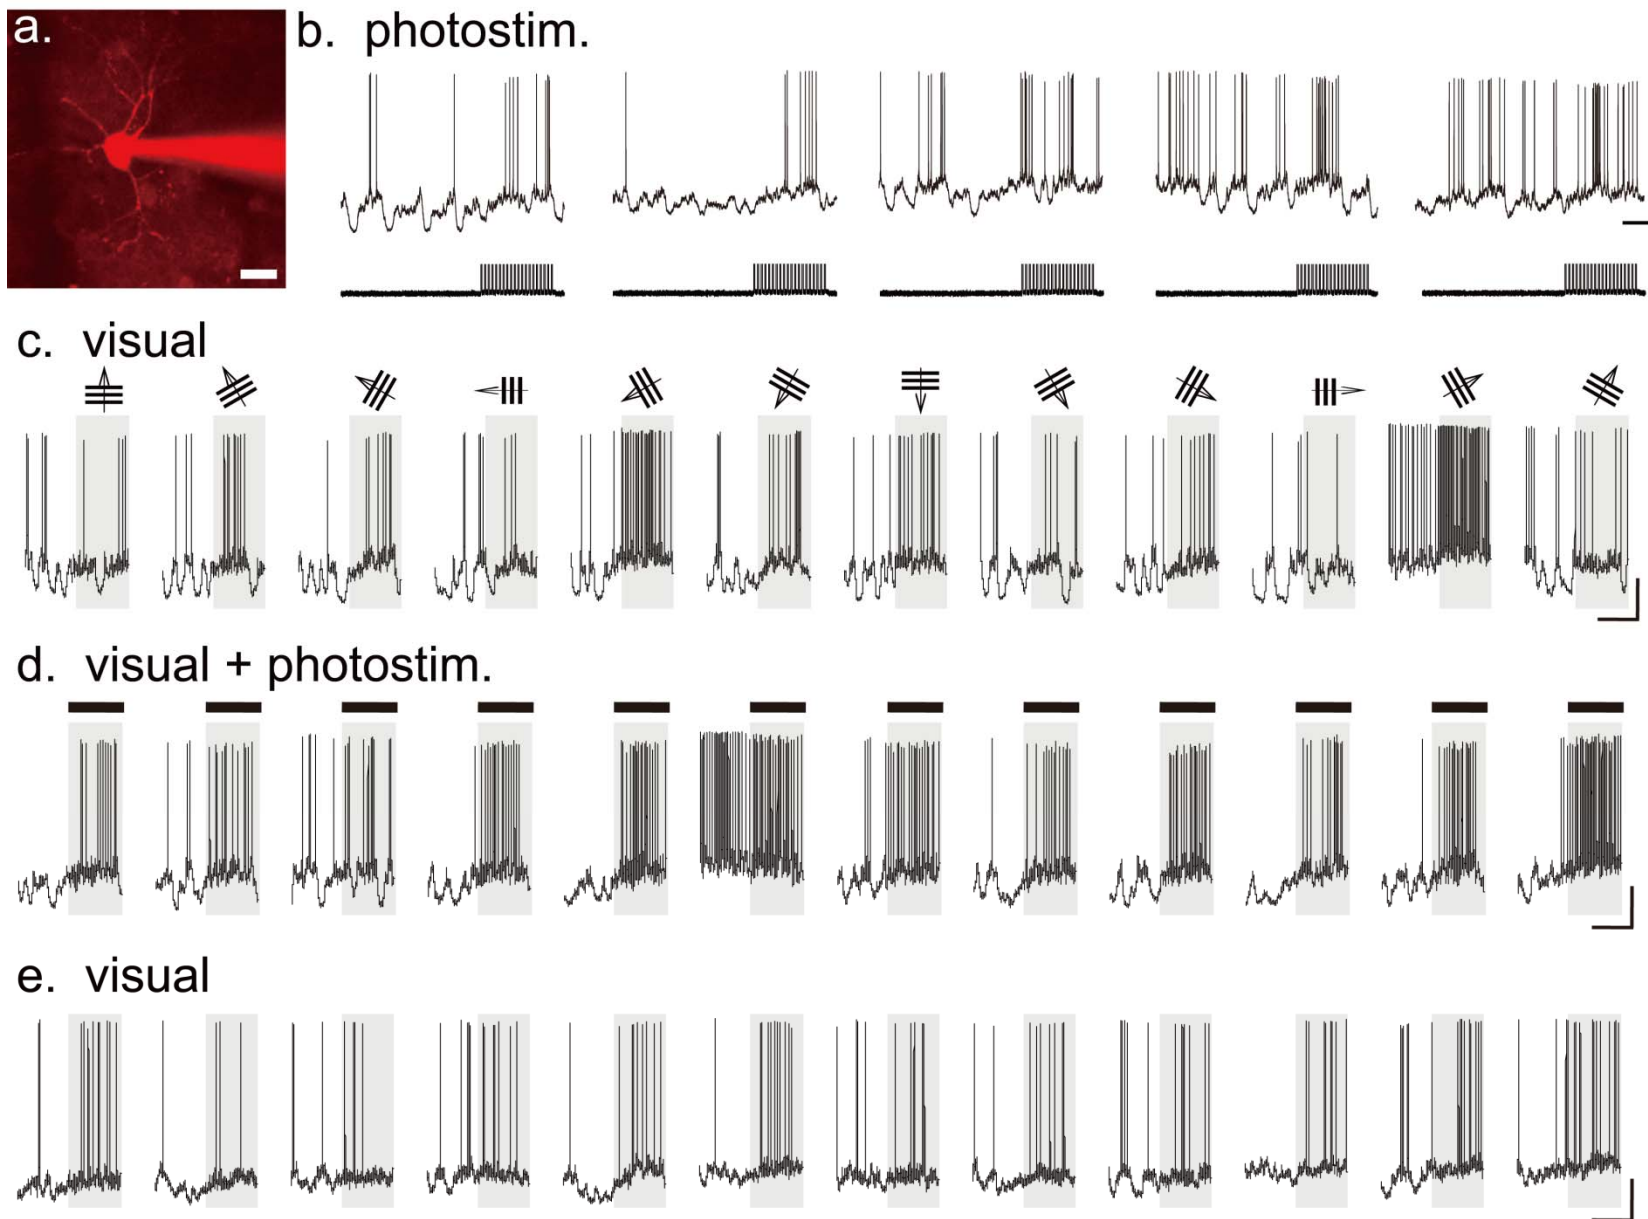 a.
b. photostim.
c. visual
d. visual + photostim.
e. visual